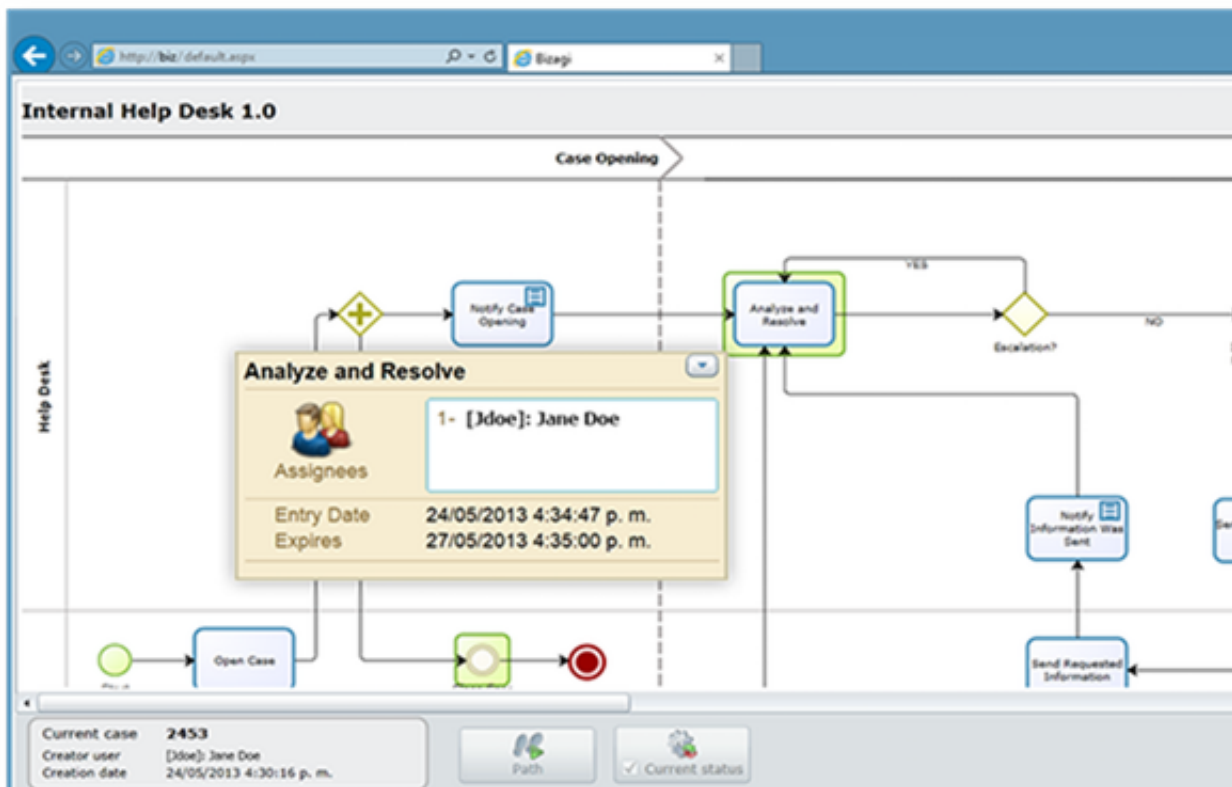 http://biz/default.aspx
Bizagi
Internal Help Desk 1.0
Case Opening
Help Desk
Notify Case
Opening
Analyze and
Resolve
YES
Escalation?
NO
Analyze and Resolve
1- [Jdoe]: Jane Doe
Assignees
Entry Date 24/05/2013 4:34:47 p. m.
Expires 27/05/2013 4:35:00 p. m.
Notify
Information Was
Sent
Open Case
Send Requested
Information
Current case 2453
Creator user [Jdoe]: Jane Doe
Creation date 24/05/2013 4:30:16 p. m.
Path
Current status